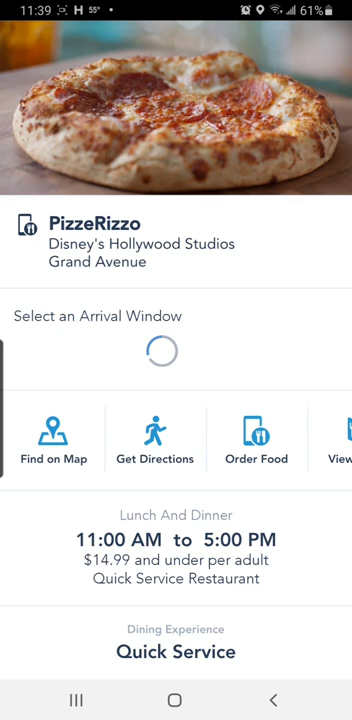 11:39 H 55° • 61%
PizzeRizzo
Disney's Hollywood Studios
Grand Avenue
Select an Arrival Window
Find on Map
Get Directions
Order Food
View
Lunch And Dinner
11:00 AM to 5:00 PM
$14.99 and under per adult
Quick Service Restaurant
Dining Experience
Quick Service